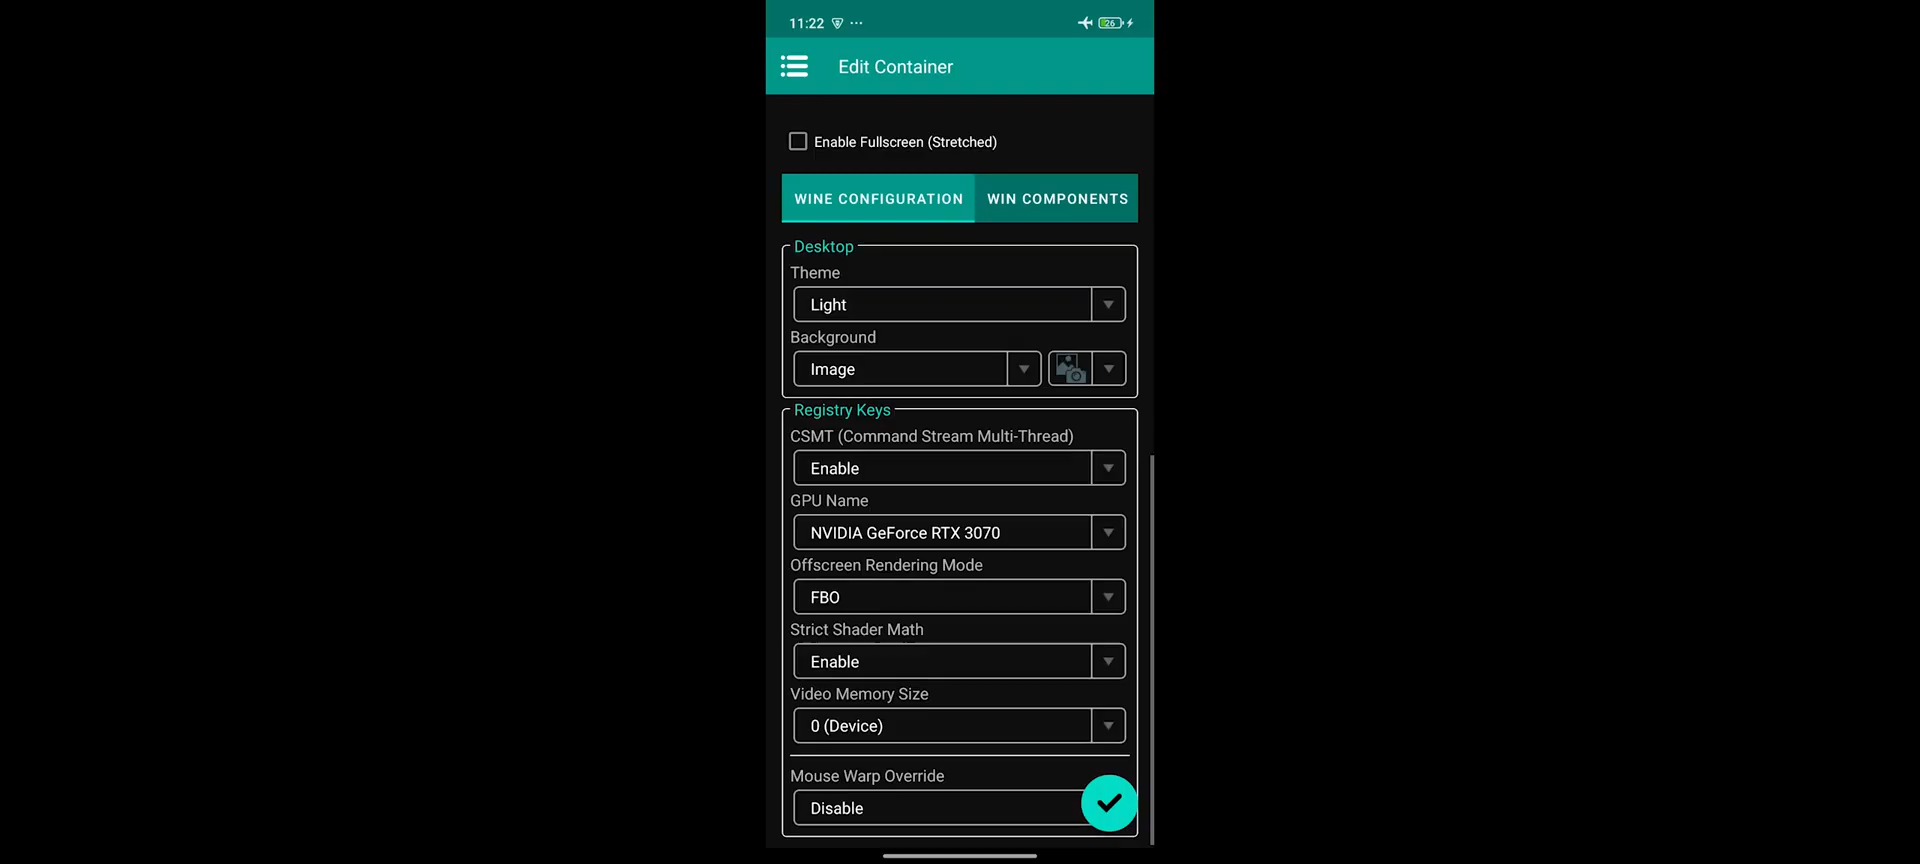 11:22 ··· 26
Edit Container
Enable Fullscreen (Stretched)
WINE CONFIGURATION WIN COMPONENTS
Desktop
Theme
Light
Background
Image
Registry Keys
CSMT (Command Stream Multi-Thread)
Enable
GPU Name
NVIDIA GeForce RTX 3070
Offscreen Rendering Mode
FBO
Strict Shader Math
Enable
Video Memory Size
0 (Device)
Mouse Warp Override
Disable